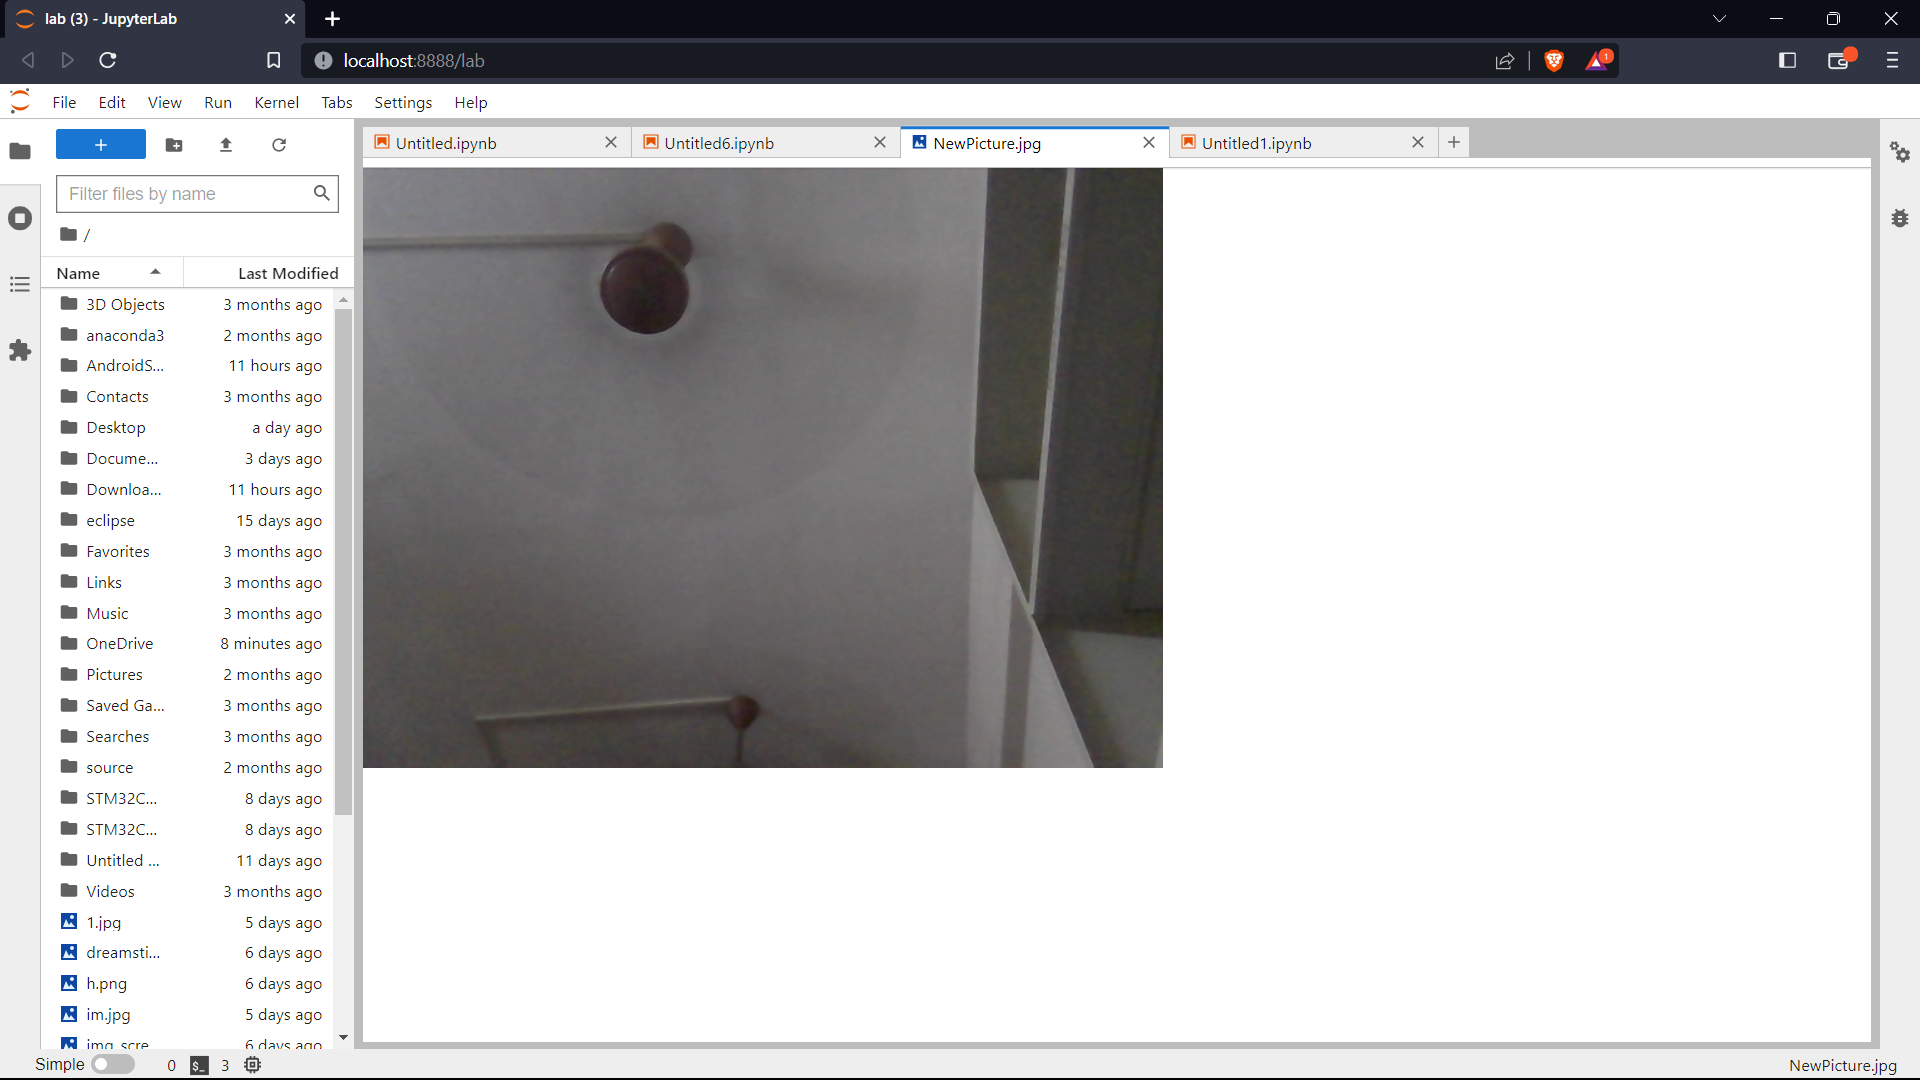 lab (3) - JupyterLab
localhost:8888/lab
1
File Edit View Run Kernel Tabs Settings Help
Untitled.ipynb Untitled6.ipynb NewPicture.jpg Untitled1.ipynb
Filter files by name
/
Name Last Modified
3D Objects 3 months ago
anaconda3 2 months ago
AndroidS... 11 hours ago
Contacts 3 months ago
Desktop a day ago
Docume... 3 days ago
Downloa... 11 hours ago
eclipse 15 days ago
Favorites 3 months ago
Links 3 months ago
Music 3 months ago
OneDrive 8 minutes ago
Pictures 2 months ago
Saved Ga... 3 months ago
Searches 3 months ago
source 2 months ago
STM32C... 8 days ago
STM32C... 8 days ago
Untitled ... 11 days ago
Videos 3 months ago
1.jpg 5 days ago
dreamsti... 6 days ago
h.png 6 days ago
im.jpg 5 days ago
img_scre 6 days ago
Simple 0 $_ 3 NewPicture.jpg